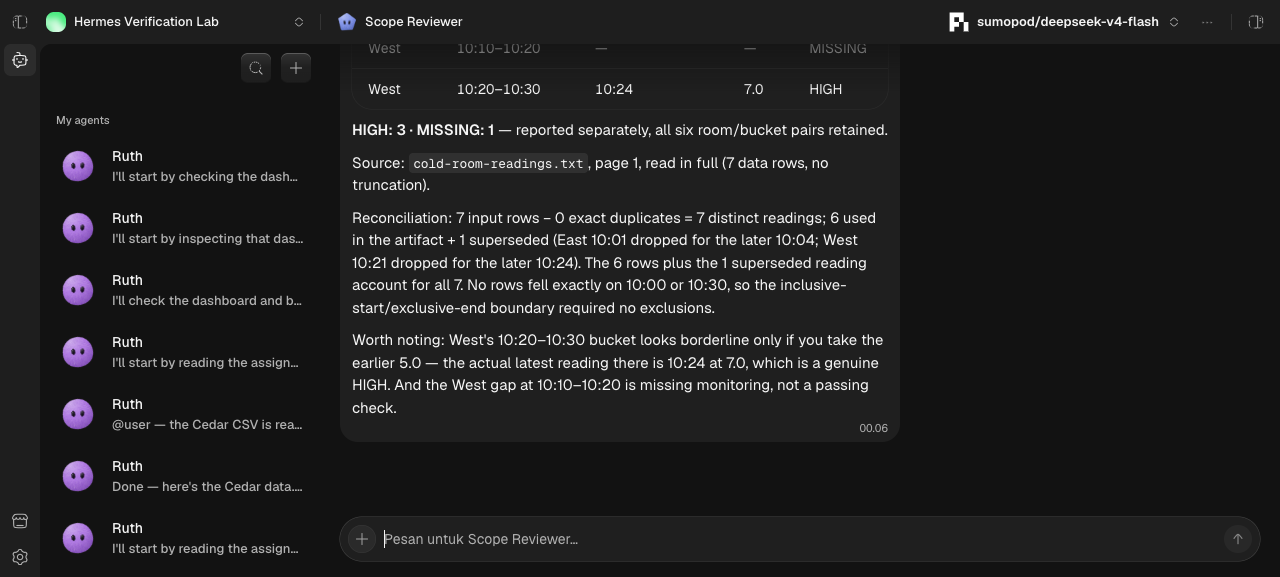 Hermes Verification Lab
Scope Reviewer
sumopod/deepseek-v4-flash
My agents
Ruth
I'll start by checking the dash…
Ruth
I'll start by inspecting that das…
Ruth
I'll check the dashboard and b…
Ruth
I'll start by reading the assign…
Ruth
@user — the Cedar CSV is rea…
Ruth
Done — here's the Cedar data.…
Ruth
I'll start by reading the assign…
West 10:10–10:20 — — MISSING
West 10:20–10:30 10:24 7.0 HIGH
HIGH: 3 · MISSING: 1 — reported separately, all six room/bucket pairs retained.
Source: cold-room-readings.txt, page 1, read in full (7 data rows, no
truncation).
Reconciliation: 7 input rows − 0 exact duplicates = 7 distinct readings; 6 used
in the artifact + 1 superseded (East 10:01 dropped for the later 10:04; West
10:21 dropped for the later 10:24). The 6 rows plus the 1 superseded reading
account for all 7. No rows fell exactly on 10:00 or 10:30, so the inclusive-
start/exclusive-end boundary required no exclusions.
Worth noting: West's 10:20–10:30 bucket looks borderline only if you take the
earlier 5.0 — the actual latest reading there is 10:24 at 7.0, which is a genuine
HIGH. And the West gap at 10:10–10:20 is missing monitoring, not a passing
check.
00.06
Pesan untuk Scope Reviewer…